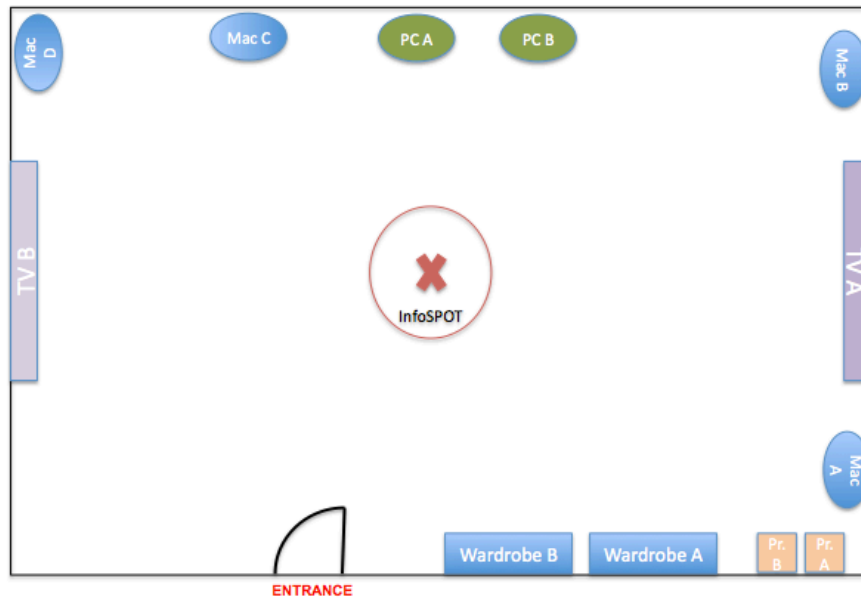 Mac
D
Mac C
PC A
PC B
Mac B
TV B
InfoSPOT
TV A
Mac
A
Wardrobe B
Wardrobe A
Pr.
B
Pr.
A
ENTRANCE